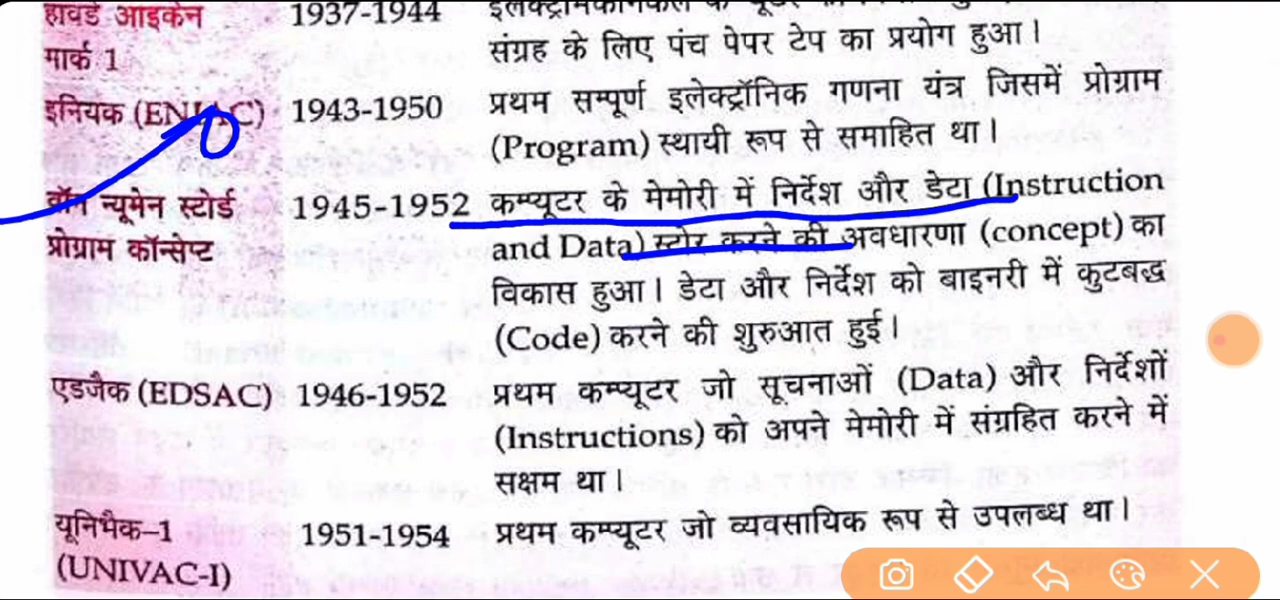 हावर्ड आइकेन 1937-1944
मार्क 1 संग्रह के लिए पंच पेपर टेप का प्रयोग हुआ।
इनियक (ENIAC) 1943-1950 प्रथम सम्पूर्ण इलेक्ट्रॉनिक गणना यंत्र जिसमें प्रोग्राम
(Program) स्थायी रूप से समाहित था।
वॉन न्यूमेन स्टोर्ड 1945-1952 कम्प्यूटर के मेमोरी में निर्देश और डेटा (Instruction
प्रोग्राम कॉन्सेप्ट and Data) स्टोर करने की अवधारणा (concept) का
विकास हुआ। डेटा और निर्देश को बाइनरी में कुटबद्ध
(Code) करने की शुरुआत हुई।
एडजैक (EDSAC) 1946-1952 प्रथम कम्प्यूटर जो सूचनाओं (Data) और निर्देशों
(Instructions) को अपने मेमोरी में संग्रहित करने में
सक्षम था।
यूनिभैक-1 1951-1954 प्रथम कम्प्यूटर जो व्यवसायिक रूप से उपलब्ध था।
(UNIVAC-I)